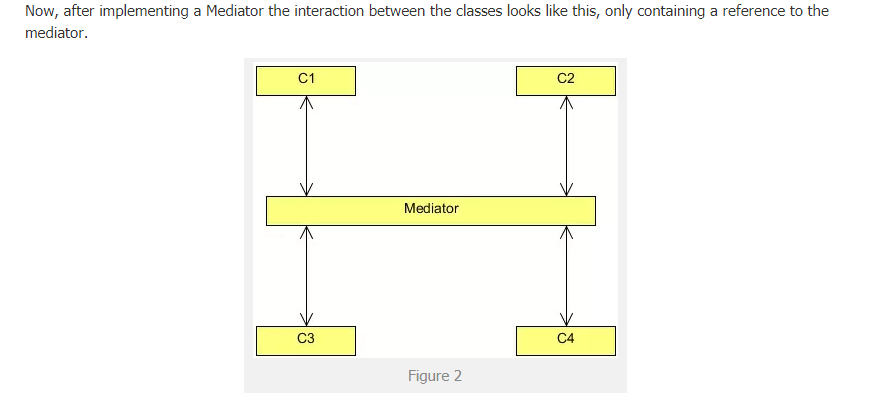 Now, after implementing a Mediator the interaction between the classes looks like this, only containing a reference to the
mediator.
C1
C2
Mediator
C3
C4
Figure 2